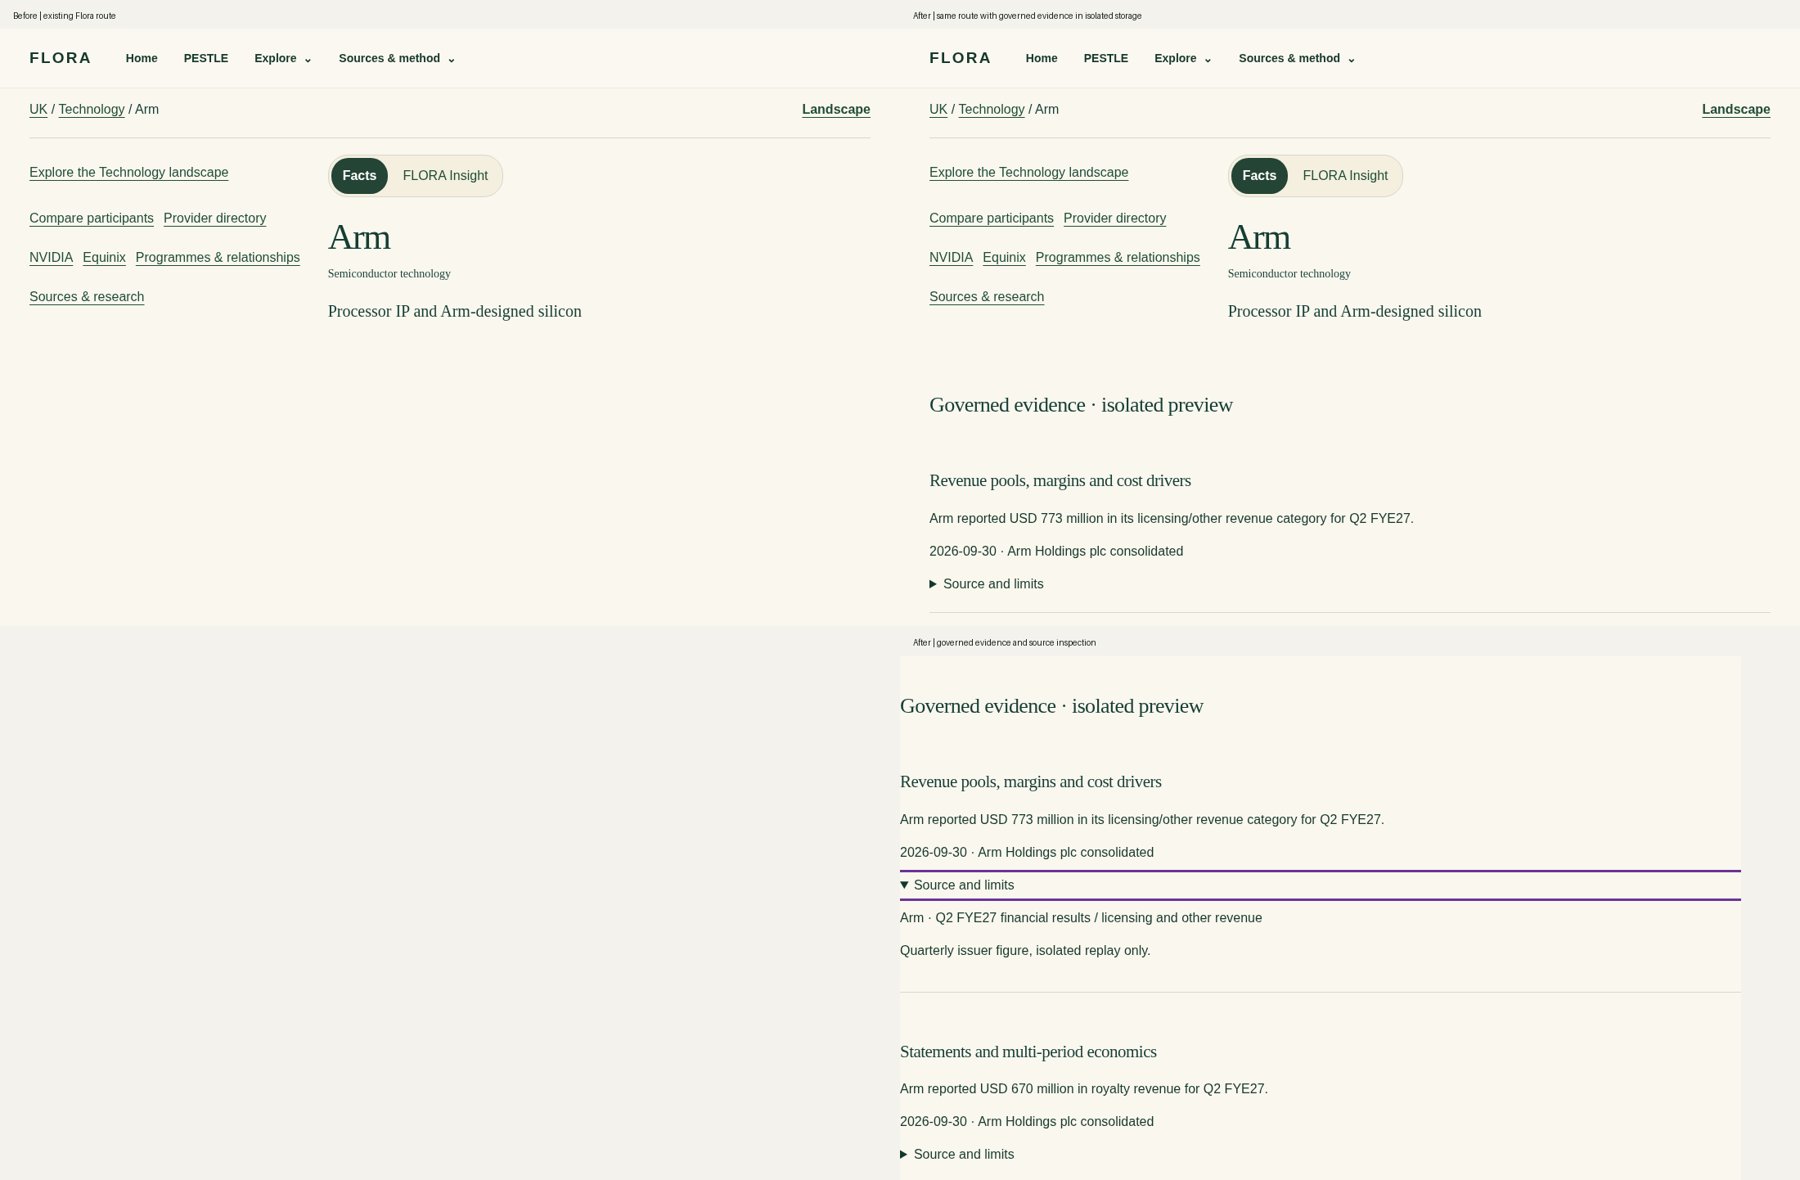 Before | existing Flora route
FLORA Home PESTLE Explore Sources & method
UK / Technology / Arm Landscape
Explore the Technology landscape
Compare participants Provider directory
NVIDIA Equinix Programmes & relationships
Sources & research
Facts FLORA Insight
Arm
Semiconductor technology
Processor IP and Arm-designed silicon
After | same route with governed evidence in isolated storage
FLORA Home PESTLE Explore Sources & method
UK / Technology / Arm Landscape
Explore the Technology landscape
Compare participants Provider directory
NVIDIA Equinix Programmes & relationships
Sources & research
Facts FLORA Insight
Arm
Semiconductor technology
Processor IP and Arm-designed silicon
Governed evidence · isolated preview
Revenue pools, margins and cost drivers
Arm reported USD 773 million in its licensing/other revenue category for Q2 FYE27.
2026-09-30 · Arm Holdings plc consolidated
Source and limits
After | governed evidence and source inspection
Governed evidence · isolated preview
Revenue pools, margins and cost drivers
Arm reported USD 773 million in its licensing/other revenue category for Q2 FYE27.
2026-09-30 · Arm Holdings plc consolidated
Source and limits
Arm · Q2 FYE27 financial results / licensing and other revenue
Quarterly issuer figure, isolated replay only.
Statements and multi-period economics
Arm reported USD 670 million in royalty revenue for Q2 FYE27.
2026-09-30 · Arm Holdings plc consolidated
Source and limits